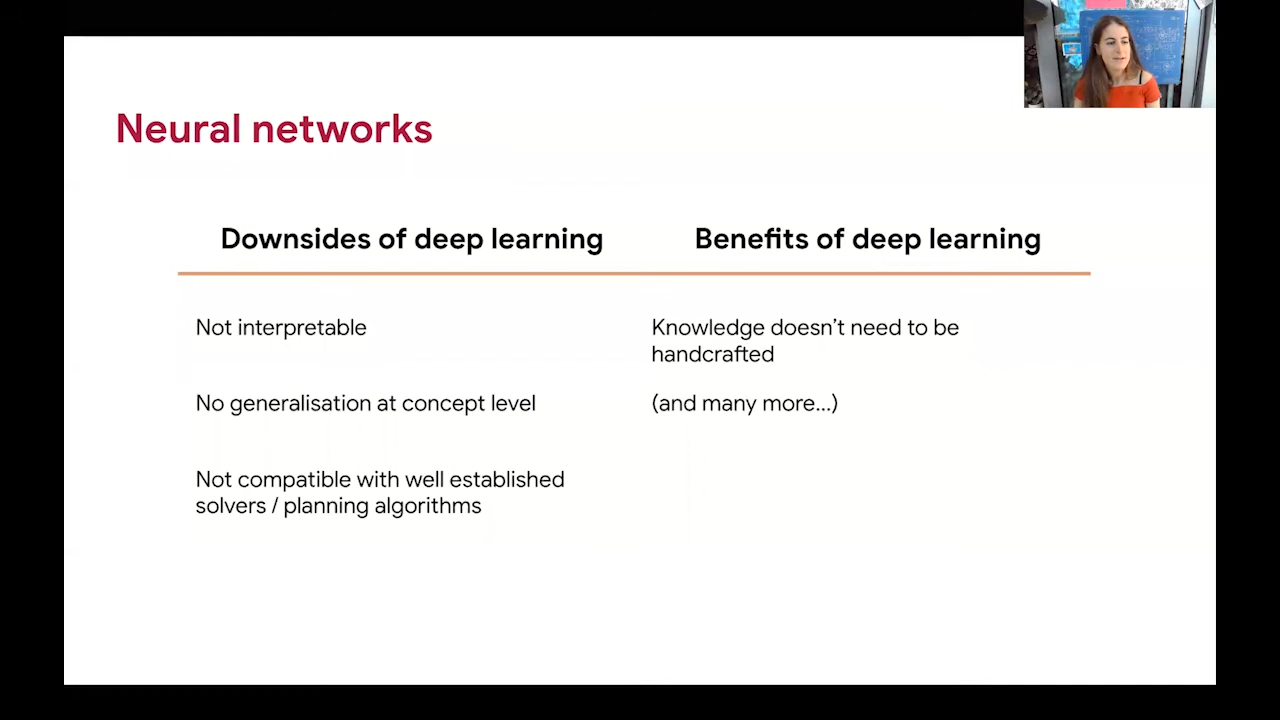 Neural networks
Downsides of deep learning
Benefits of deep learning
Not interpretable
Knowledge doesn’t need to be
handcrafted
No generalisation at concept level
(and many more...)
Not compatible with well established
solvers / planning algorithms